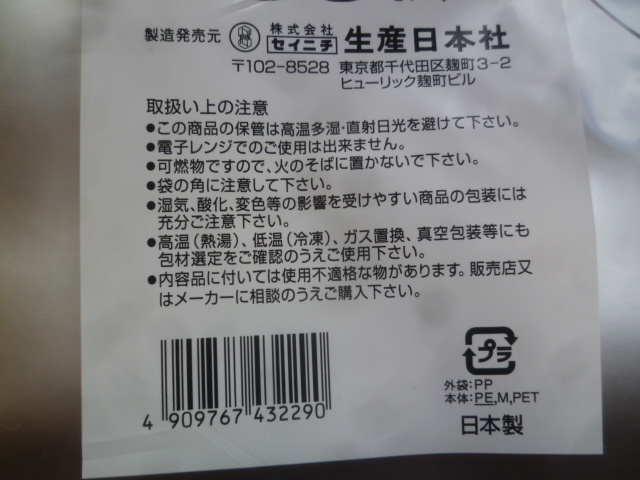 製造発売元 株式会社 セイニチ 生産日本社
〒102-8528 東京都千代田区麹町3-2
ヒューリック麹町ビル
取扱い上の注意
●この商品の保管は高温多湿・直射日光を避けて下さい。
●電子レンジでのご使用は出来ません。
●可燃物ですので、火のそばに置かないで下さい。
●袋の角に注意して下さい。
●湿気、酸化、変色等の影響を受けやすい商品の包装には
充分ご注意下さい。
●高温（熱湯）、低温（冷凍）、ガス置換、真空包装等にも
包材選定をご確認のうえご使用下さい。
●内容品に付いては使用不適格な物があります。販売店又
はメーカーに相談のうえご購入下さい。
4 909767 432290
プラ
外袋:PP
本体:PE,M,PET
日本製